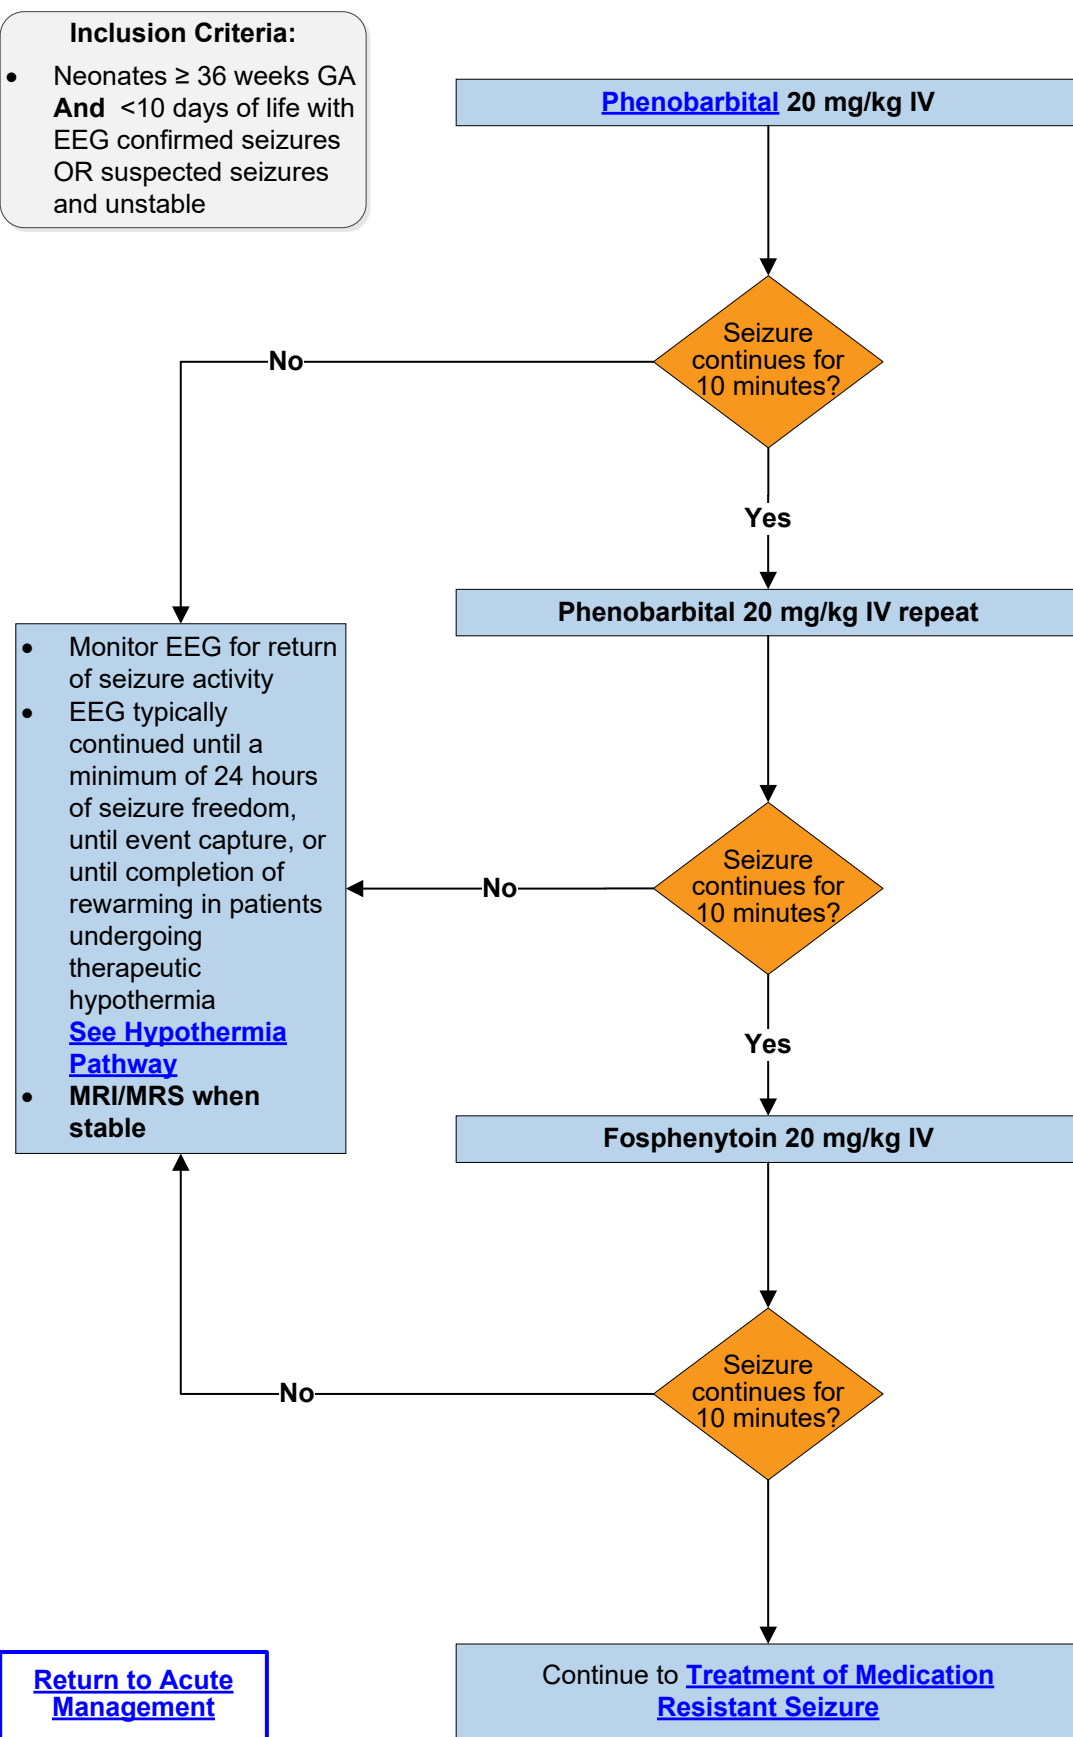 Inclusion Criteria:
• Neonates ≥ 36 weeks GA
And <10 days of life with
EEG confirmed seizures
OR suspected seizures
and unstable
Phenobarbital 20 mg/kg IV
Seizure
continues for
10 minutes?
No
Yes
Phenobarbital 20 mg/kg IV repeat
• Monitor EEG for return
of seizure activity
• EEG typically
continued until a
minimum of 24 hours
of seizure freedom,
until event capture, or
until completion of
rewarming in patients
undergoing
therapeutic
hypothermia
See Hypothermia
Pathway
• MRI/MRS when
stable
Seizure
continues for
10 minutes?
No
Yes
Fosphenytoin 20 mg/kg IV
Seizure
continues for
10 minutes?
No
Return to Acute
Management
Continue to Treatment of Medication
Resistant Seizure